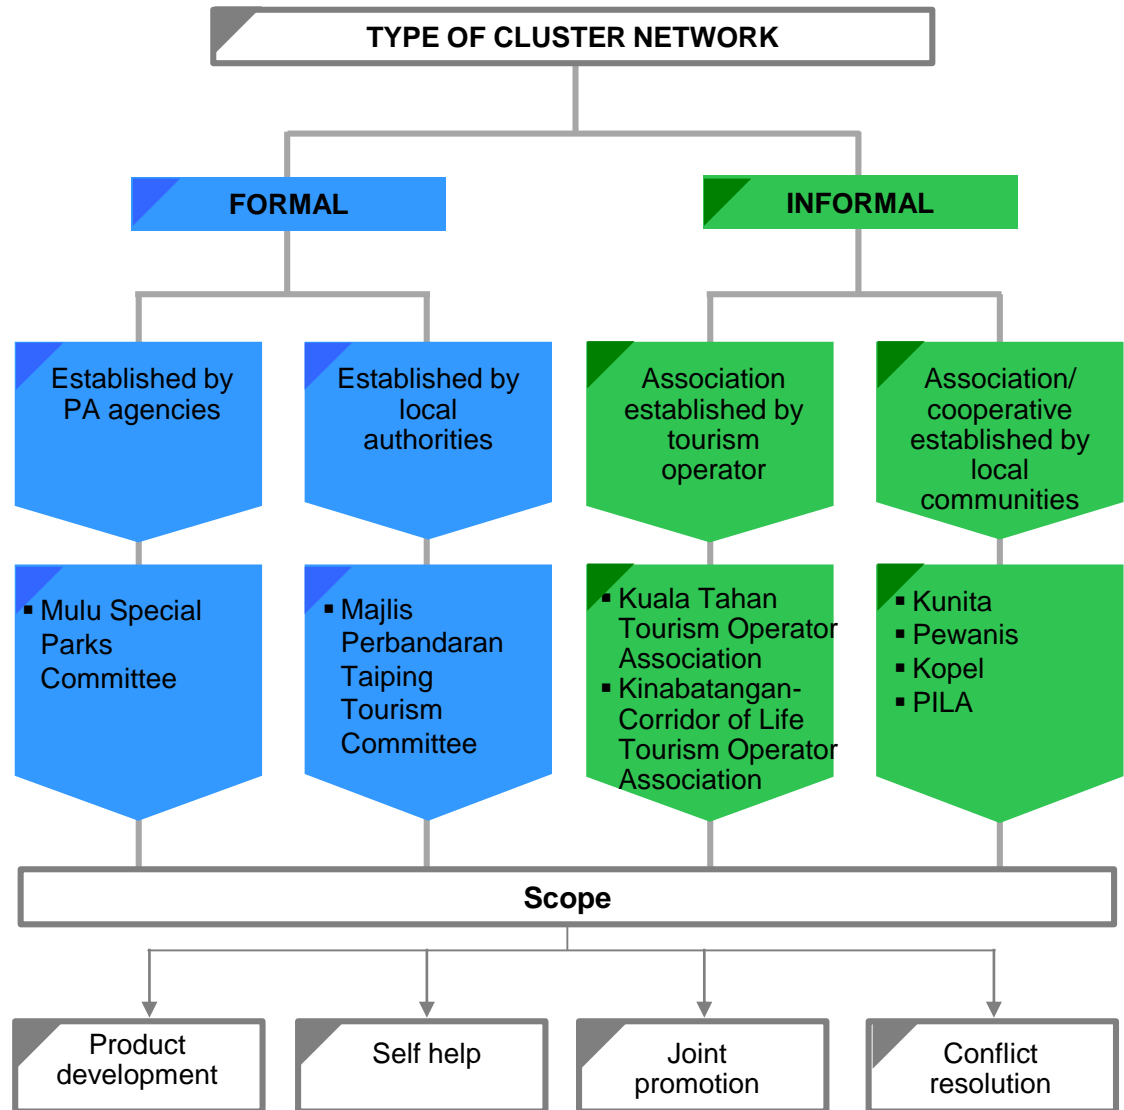 TYPE OF CLUSTER NETWORK
FORMAL
INFORMAL
Established by
PA agencies
Established by
local
authorities
Association
established by
tourism
operator
Association/
cooperative
established by
local
communities
▪ Mulu Special
Parks
Committee
▪ Majlis
Perbandaran
Taiping
Tourism
Committee
▪ Kuala Tahan
Tourism Operator
Association
▪ Kinabatangan-
Corridor of Life
Tourism Operator
Association
▪ Kunita
▪ Pewanis
▪ Kopel
▪ PILA
Scope
Product
development
Self help
Joint
promotion
Conflict
resolution